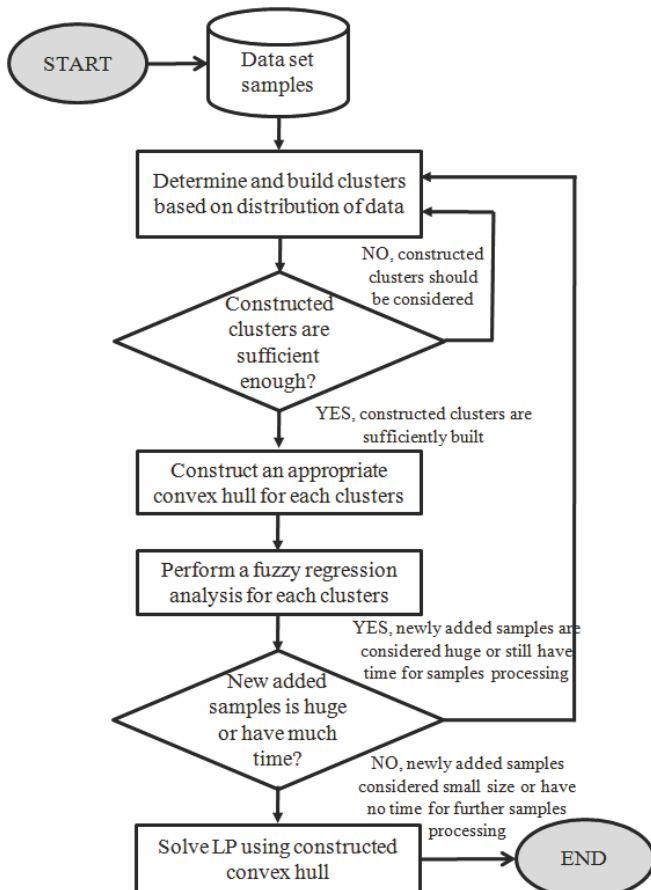 START
Data set
samples
Determine and build clusters
based on distribution of data
NO, constructed
clusters should
be considered
Constructed
clusters are
sufficient
enough?
YES, constructed clusters are
sufficiently built
Construct an appropriate
convex hull for each clusters
Perform a fuzzy regression
analysis for each clusters
YES, newly added samples are
considered huge or still have
time for samples processing
New added
samples is huge
or have much
time?
NO, newly added samples
considered small size or have
no time for further samples
processing
Solve LP using constructed
convex hull
END